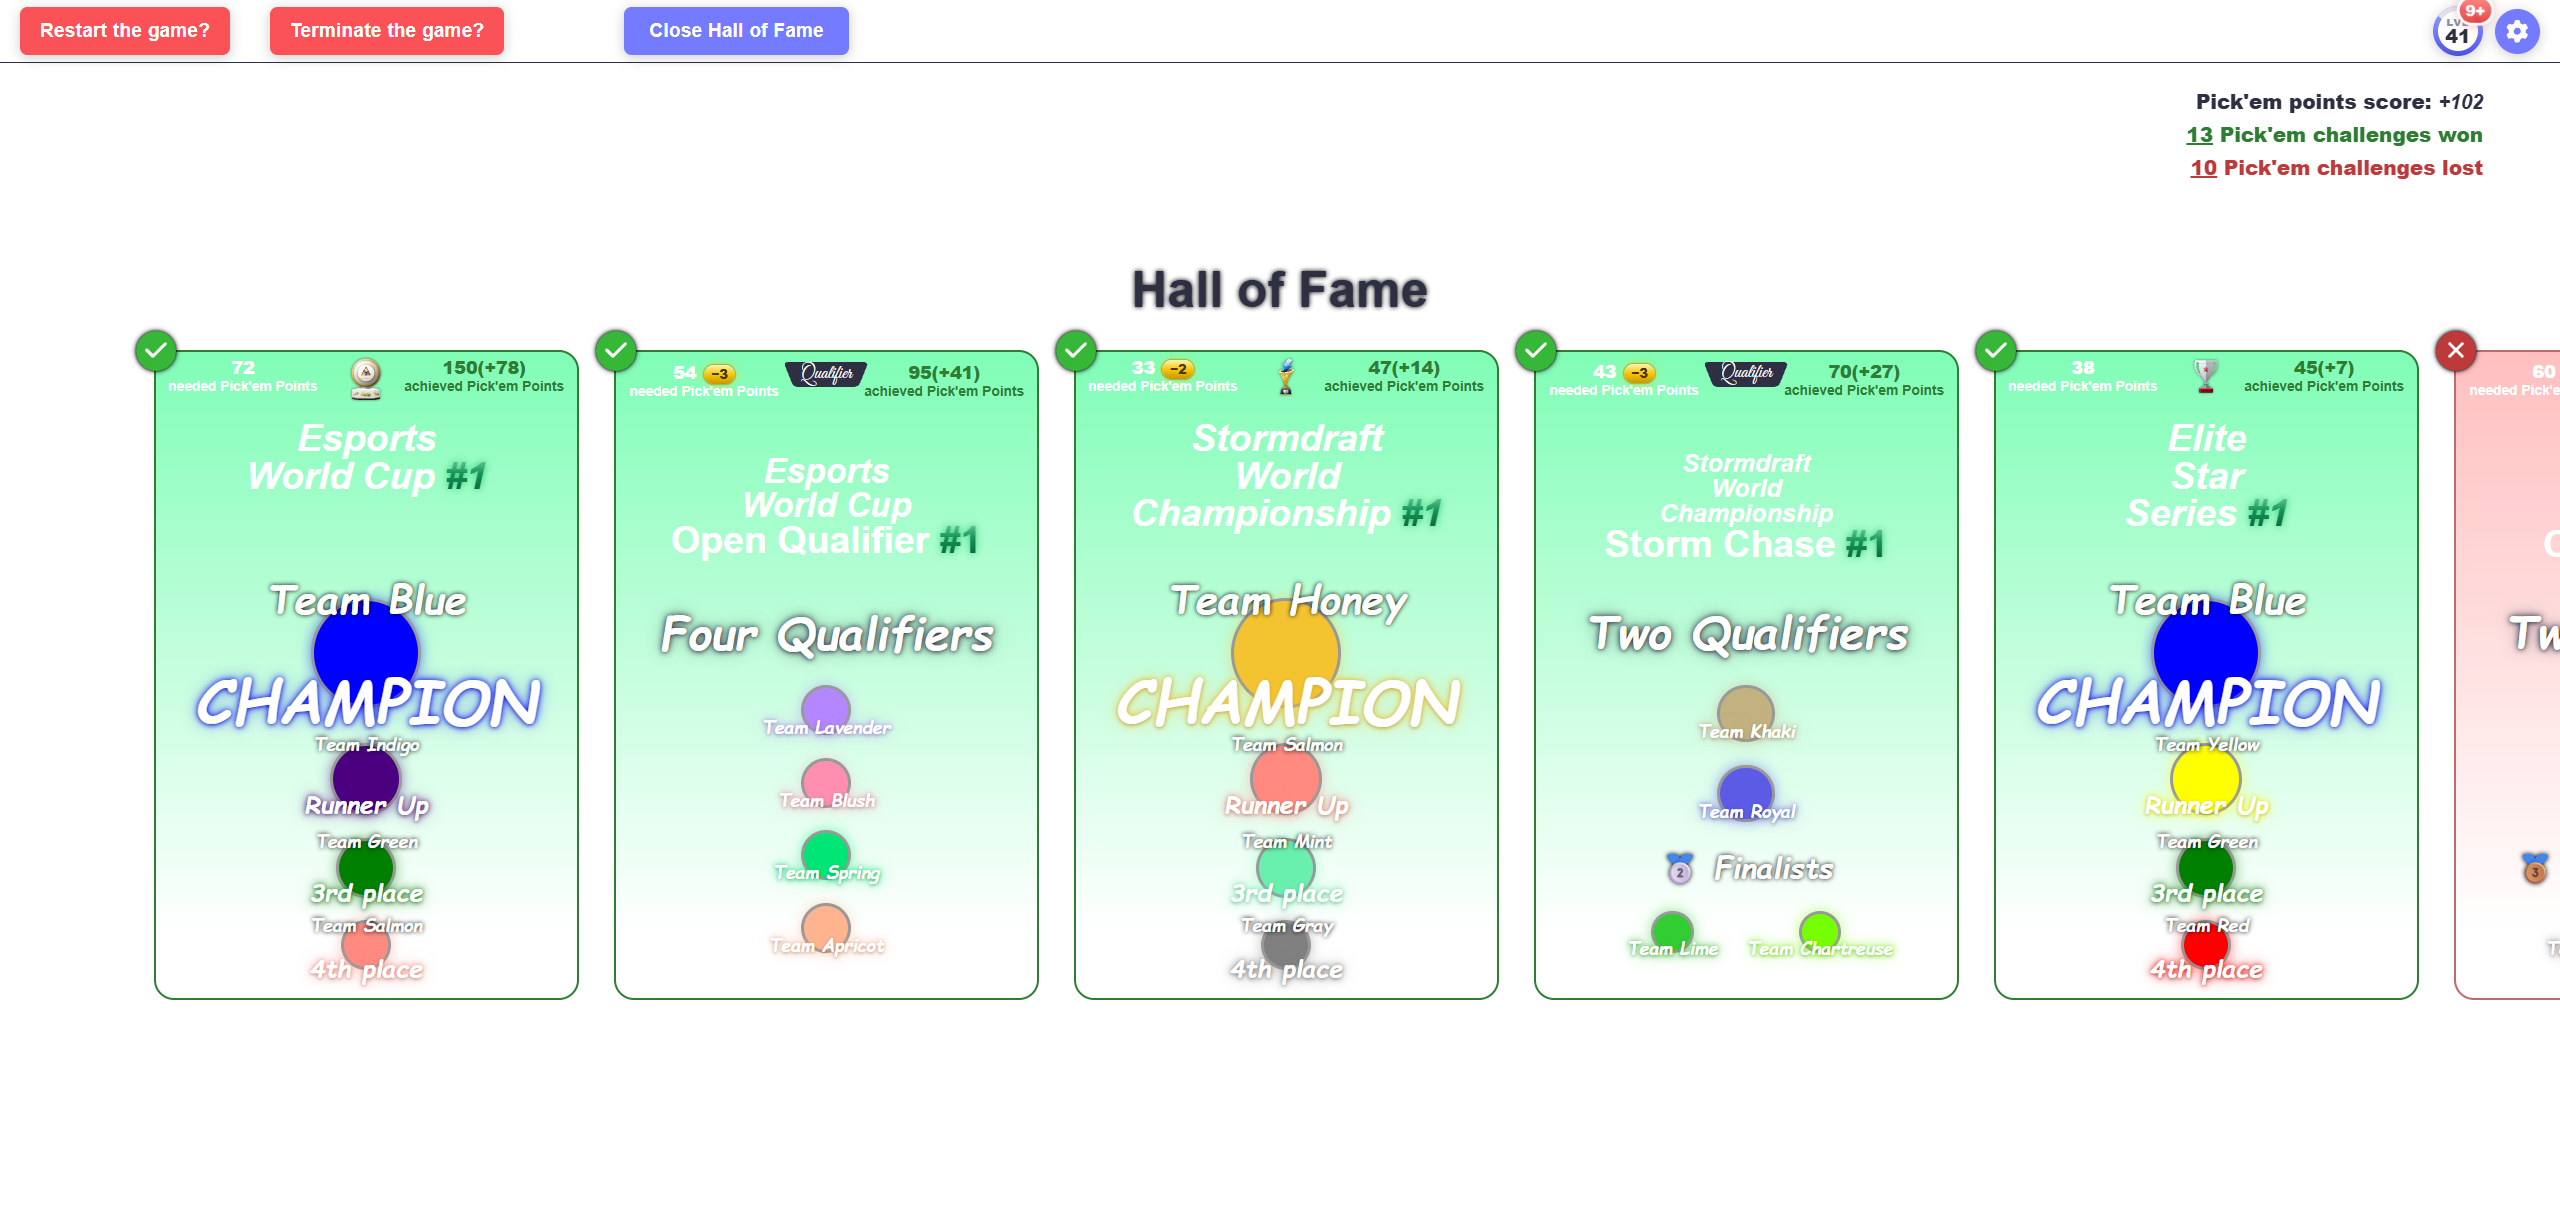 Restart the game?
Terminate the game?
Close Hall of Fame
LVL
41
9+
Pick'em points score: +102
13 Pick'em challenges won
10 Pick'em challenges lost
Hall of Fame
72
needed Pick'em Points
150(+78)
achieved Pick'em Points
Esports
World Cup #1
Team Blue
CHAMPION
Team Indigo
Runner Up
Team Green
3rd place
Team Salmon
4th place
54 -3
needed Pick'em Points
Qualifier
95(+41)
achieved Pick'em Points
Esports
World Cup
Open Qualifier #1
Four Qualifiers
Team Lavender
Team Blush
Team Spring
Team Apricot
33 -2
needed Pick'em Points
47(+14)
achieved Pick'em Points
Stormdraft
World
Championship #1
Team Honey
CHAMPION
Team Salmon
Runner Up
Team Mint
3rd place
Team Gray
4th place
43 -3
needed Pick'em Points
Qualifier
70(+27)
achieved Pick'em Points
Stormdraft
World
Championship
Storm Chase #1
Two Qualifiers
Team Khaki
Team Royal
2 Finalists
Team Lime
Team Chartreuse
38
needed Pick'em Points
45(+7)
achieved Pick'em Points
Elite
Star
Series #1
Team Blue
CHAMPION
Team Yellow
Runner Up
Team Green
3rd place
Team Red
4th place
60
needed Pick'e
3